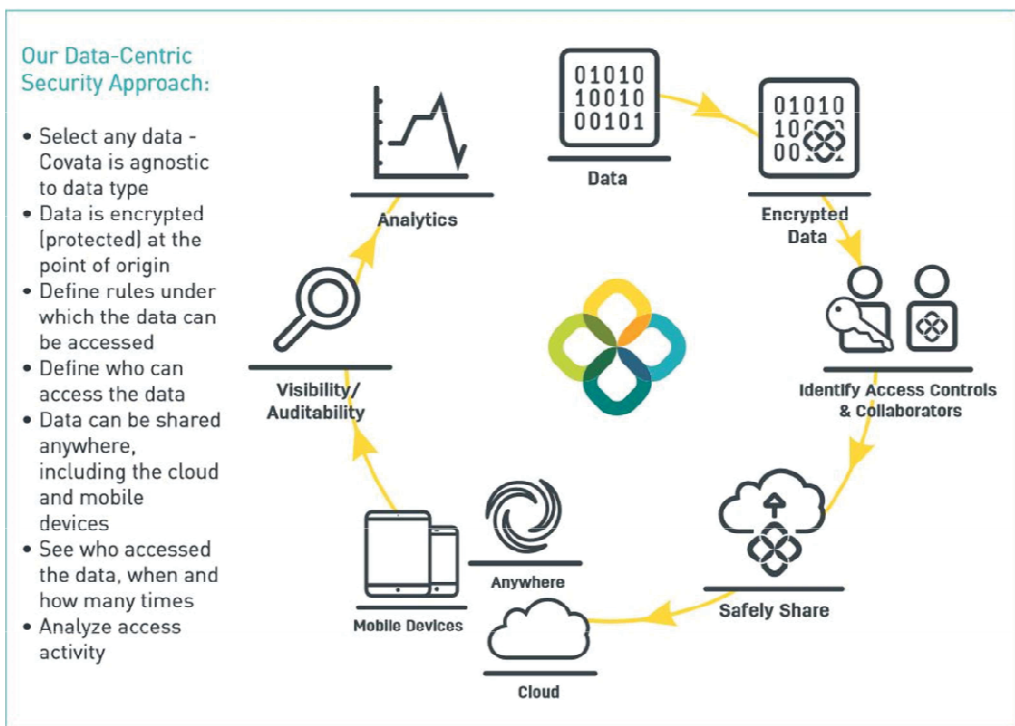 Our Data-Centric
Security Approach:
• Select any data -
Covata is agnostic
to data type
• Data is encrypted
(protected) at the
point of origin
• Define rules under
which the data can
be accessed
• Define who can
access the data
• Data can be shared
anywhere,
including the cloud
and mobile
devices
• See who accessed
the data, when and
how many times
• Analyze access
activity
01010
10010
00101
Data
01010
10
00
Encrypted
Data
Identify Access Controls
& Collaborators
Safely Share
Cloud
Anywhere
Mobile Devices
Visibility/
Auditability
Analytics